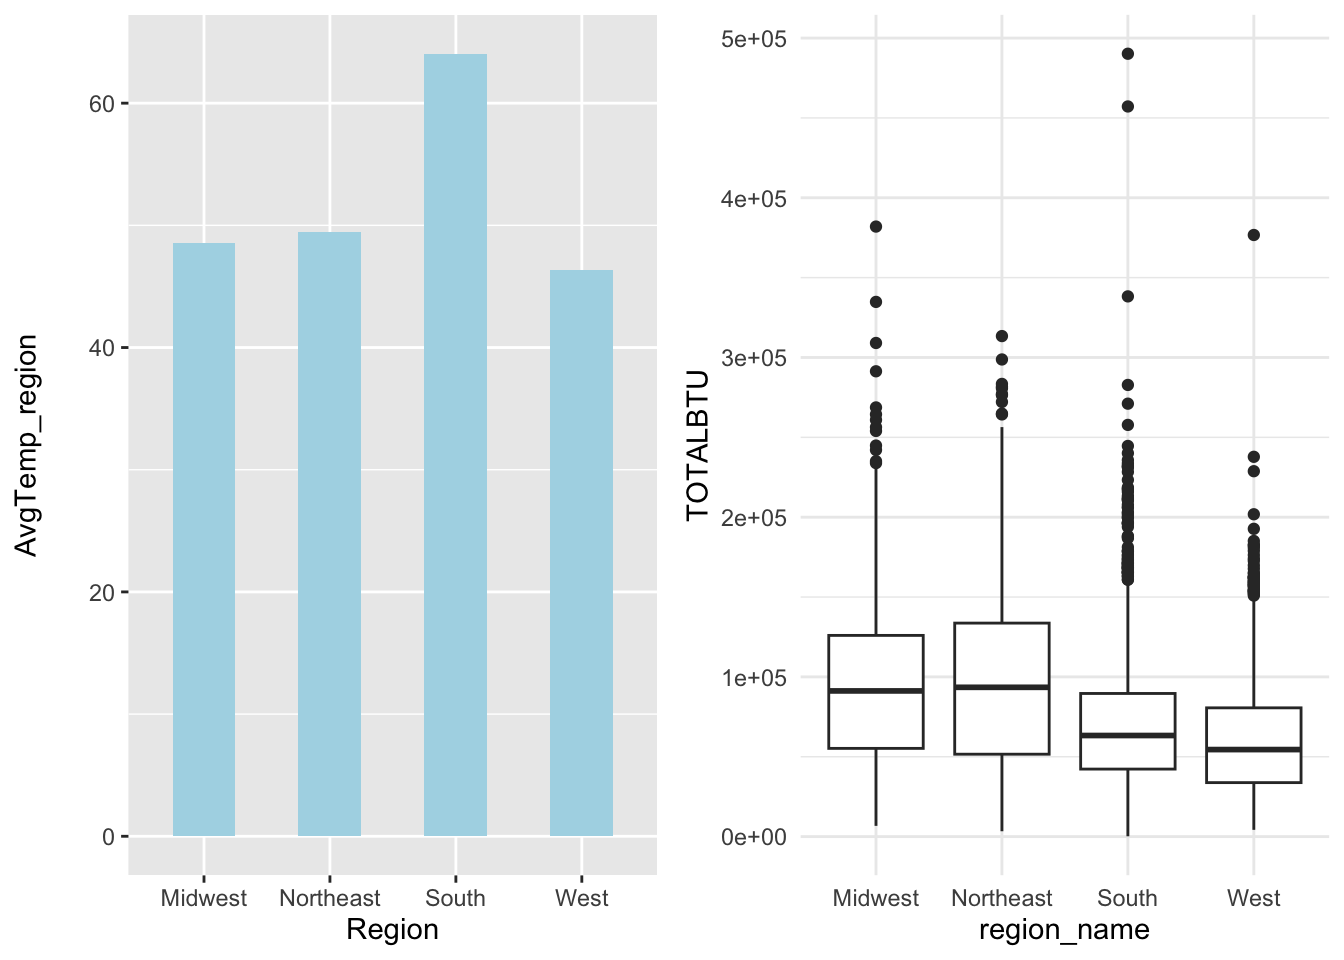 AvgTemp_region
60
40
20
0
Midwest Northeast South West
Region
TOTALBTU
5e+05
4e+05
3e+05
2e+05
1e+05
0e+00
Midwest Northeast South West
region_name